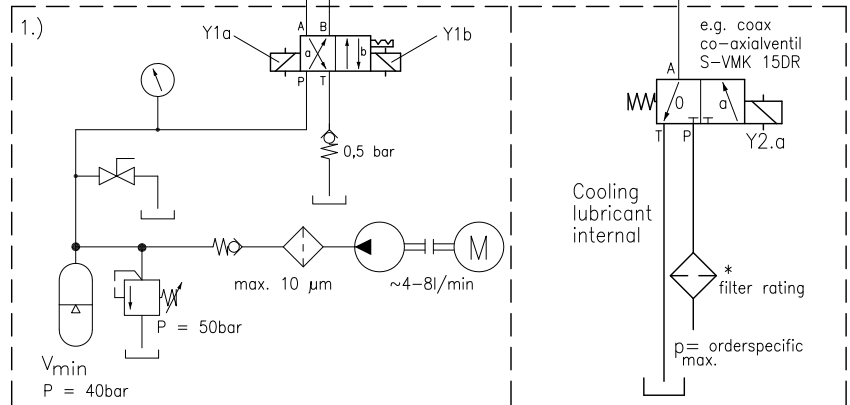 1.)
A B
Y1a
a
b
Y1b
P T
0,5 bar
max. 10 µm
M
~4-8l/min
P = 50bar
Vmin
P = 40bar
e.g. coax
co-axialventil
S-VMK 15DR
A
0
a
T P
Y2.a
Cooling
lubricant
internal
*
filter rating
p= orderspecific
max.